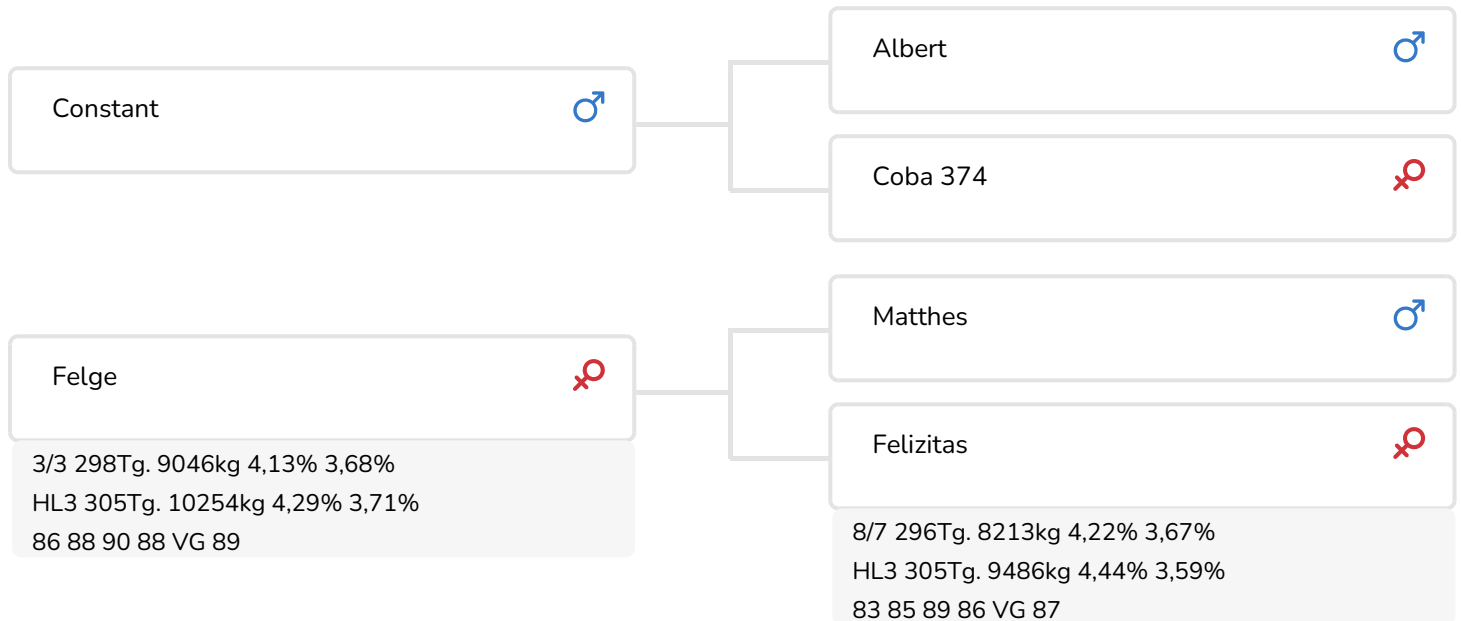 Constant
Albert
Coba 374
Felge
3/3 298Tg. 9046kg 4,13% 3,68%
HL3 305Tg. 10254kg 4,29% 3,71%
86 88 90 88 VG 89
Matthes
Felizitas
8/7 296Tg. 8213kg 4,22% 3,67%
HL3 305Tg. 9486kg 4,44% 3,59%
83 85 89 86 VG 87